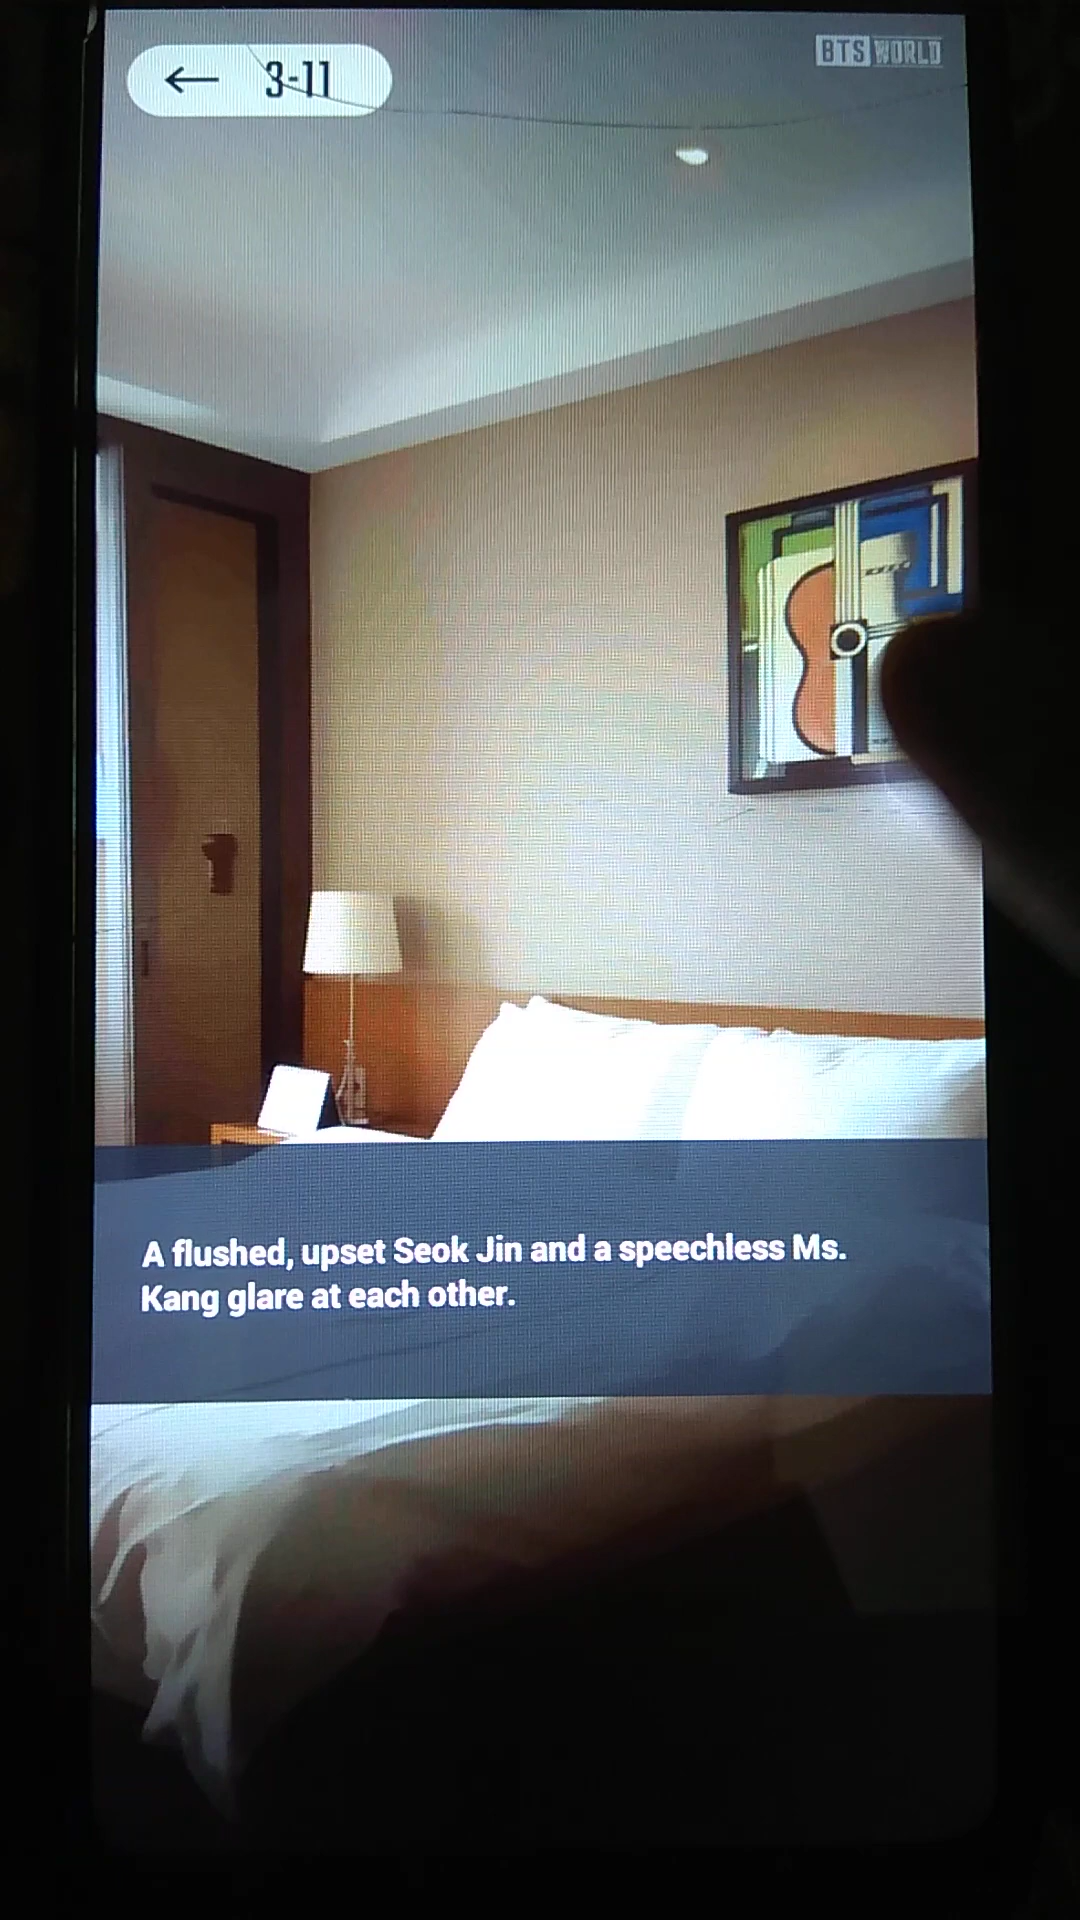 ← 3-11
BTS WORLD
A flushed, upset Seok Jin and a speechless Ms.
Kang glare at each other.